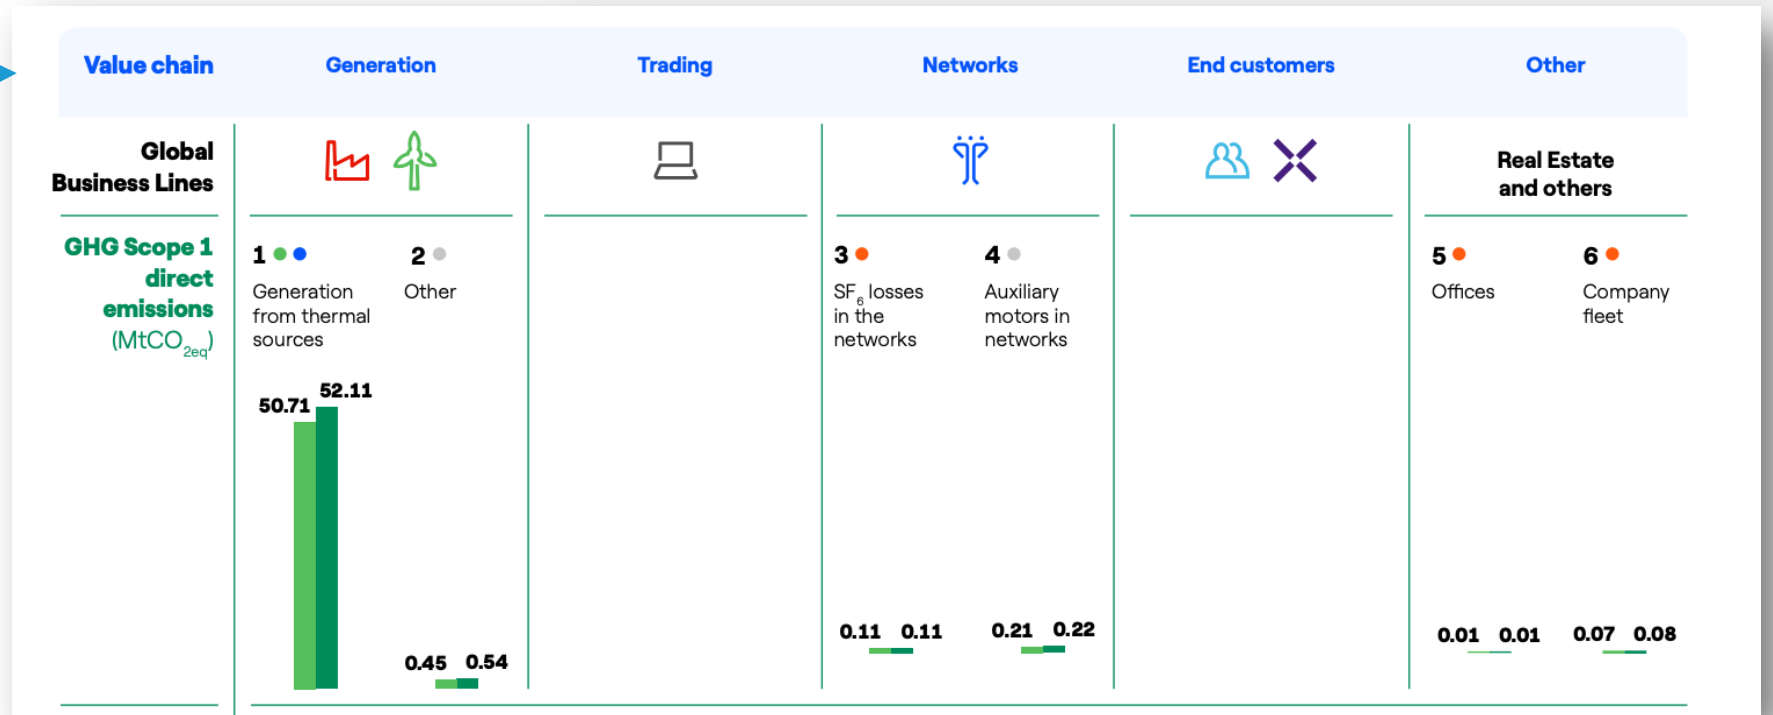 Value chain
Generation
Trading
Networks
End customers
Other
Global
Business Lines
Real Estate
and others
GHG Scope 1
direct
emissions
(MtCO2eq)
1
Generation
from thermal
sources
50.71
52.11
2
Other
0.45
0.54
3
SF6 losses
in the
networks
0.11
0.11
4
Auxiliary
motors in
networks
0.21
0.22
5
Offices
0.01
0.01
6
Company
fleet
0.07
0.08